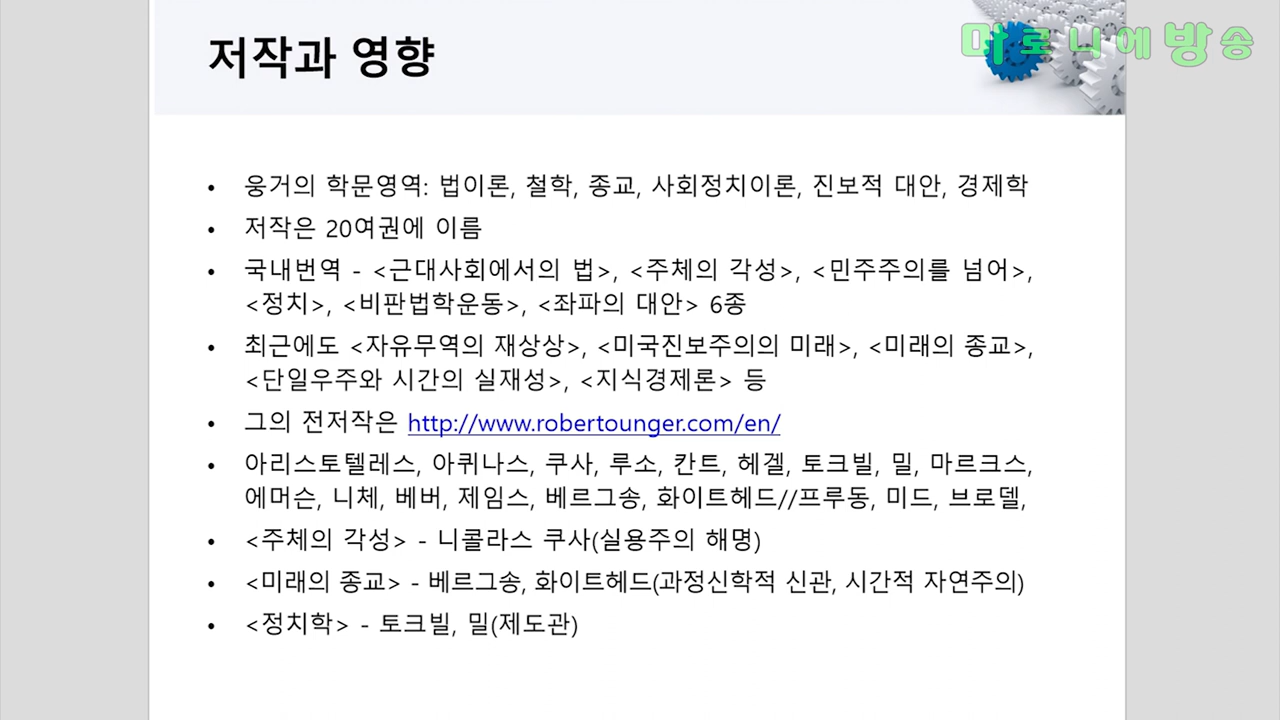 저작과 영향
마로니에방송
• 웅거의 학문영역: 법이론, 철학, 종교, 사회정치이론, 진보적 대안, 경제학
• 저작은 20여권에 이름
• 국내번역 - <근대사회에서의 법>, <주체의 각성>, <민주주의를 넘어>,
<정치>, <비판법학운동>, <좌파의 대안> 6종
• 최근에도 <자유무역의 재상상>, <미국진보주의의 미래>, <미래의 종교>,
<단일우주와 시간의 실재성>, <지식경제론> 등
• 그의 전저작은 http://www.robertounger.com/en/
• 아리스토텔레스, 아퀴나스, 쿠사, 루소, 칸트, 헤겔, 토크빌, 밀, 마르크스,
에머슨, 니체, 베버, 제임스, 베르그송, 화이트헤드//프루동, 미드, 브로델,
• <주체의 각성> - 니콜라스 쿠사(실용주의 해명)
• <미래의 종교> - 베르그송, 화이트헤드(과정신학적 신관, 시간적 자연주의)
• <정치학> - 토크빌, 밀(제도관)